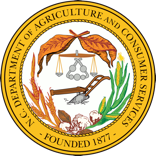 N.C. DEPARTMENT OF AGRICULTURE AND CONSUMER SERVICES
· FOUNDED 1877 ·